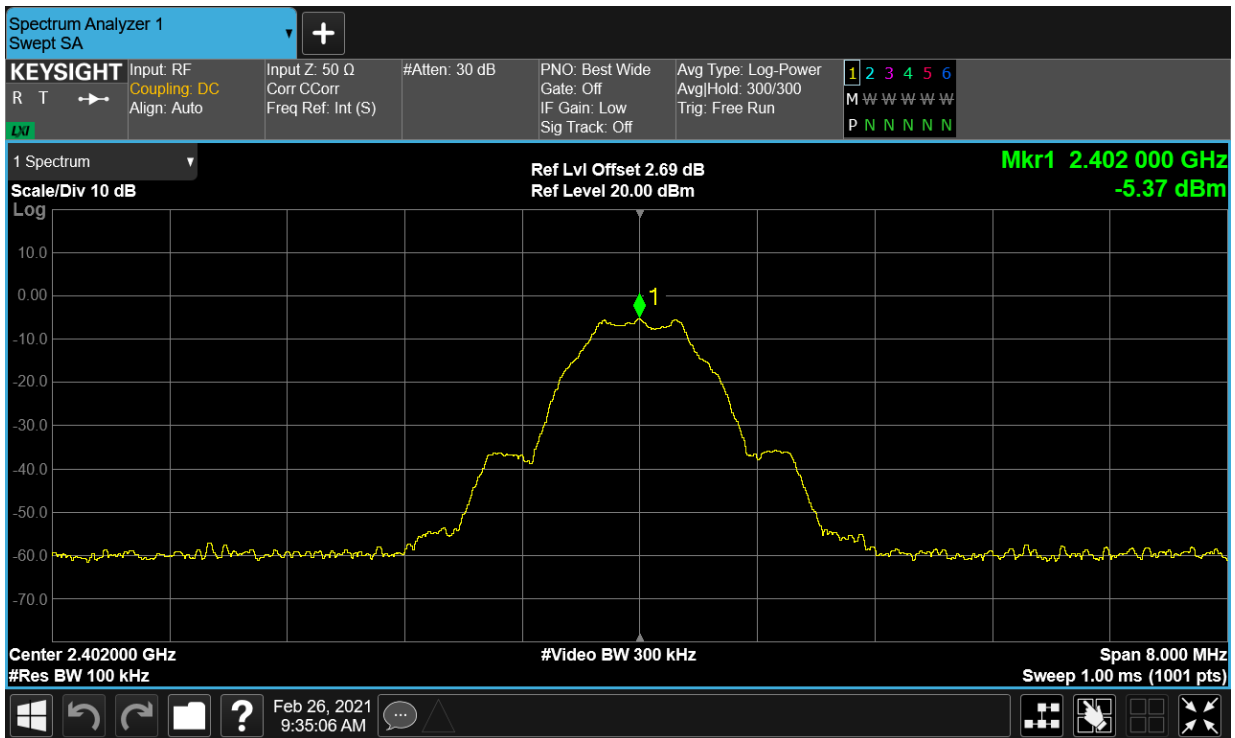 Spectrum Analyzer 1
Swept SA
▼
+
KEYSIGHT
R T
LXI
Input: RF
Coupling: DC
Align: Auto
Input Z: 50 Ω
Corr CCorr
Freq Ref: Int (S)
#Atten: 30 dB
PNO: Best Wide
Gate: Off
IF Gain: Low
Sig Track: Off
Avg Type: Log-Power
Avg|Hold: 300/300
Trig: Free Run
1 2 3 4 5 6
M W W W W W
P N N N N N
1 Spectrum ▼
Scale/Div 10 dB
Log
Ref Lvl Offset 2.69 dB
Ref Level 20.00 dBm
Mkr1 2.402 000 GHz
-5.37 dBm
10.0
0.00
-10.0
-20.0
-30.0
-40.0
-50.0
-60.0
-70.0
1
Center 2.402000 GHz
#Res BW 100 kHz
#Video BW 300 kHz
Span 8.000 MHz
Sweep 1.00 ms (1001 pts)
?
Feb 26, 2021
9:35:06 AM